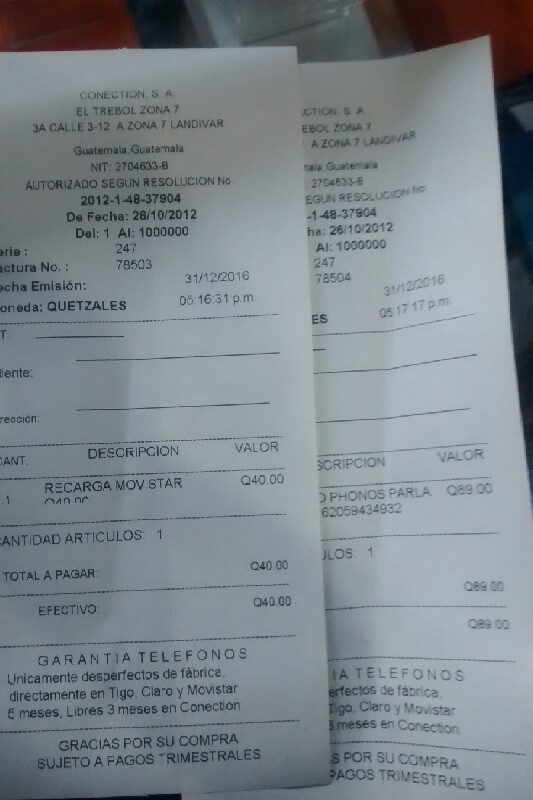 CONECTION, S. A.
EL TREBOL ZONA 7
3A CALLE 3-12 A ZONA 7 LANDIVAR
Guatemala,Guatemala
NIT: 2704633-8
AUTORIZADO SEGUN RESOLUCION No.
2012-1-48-37904
De Fecha: 26/10/2012
Del: 1 Al: 1000000
erie : 247
actura No. : 78503
echa Emisión: 31/12/2016
oneda: QUETZALES 05:16:31 p.m.
T:
liente:
rección:
CANT. DESCRIPCION VALOR
1 RECARGA MOVISTAR Q40.00
Q40.00
CANTIDAD ARTICULOS: 1
TOTAL A PAGAR: Q40.00
EFECTIVO: Q40.00
GARANTIA TELEFONOS
Unicamente desperfectos de fábrica,
directamente en Tigo, Claro y Movistar
6 meses, Libres 3 meses en Conection
GRACIAS POR SU COMPRA
SUJETO A PAGOS TRIMESTRALES
CTION, S. A.
EBOL ZONA 7
A ZONA 7 LANDIVAR
mala,Guatemala
2704633-8
EGUN RESOLUCION No.
-1-48-37904
ha: 26/10/2012
Al: 1000000
247
78504
31/12/2016
ES 05:17:17 p.m.
SCRIPCION VALOR
O PHONOS PARLA Q89.00
62059434932
ULOS: 1
Q89.00
Q89.00
IA TELEFONOS
erfectos de fábrica,
Tigo, Claro y Movistar
3 meses en Conection
S POR SU COMPRA
PAGOS TRIMESTRALES